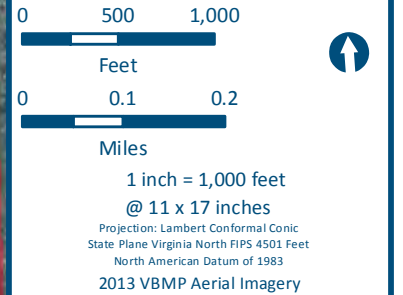 0 500 1,000
Feet
0 0.1 0.2
Miles
1 inch = 1,000 feet
@ 11 x 17 inches
Projection: Lambert Conformal Conic
State Plane Virginia North FIPS 4501 Feet
North American Datum of 1983
2013 VBMP Aerial Imagery